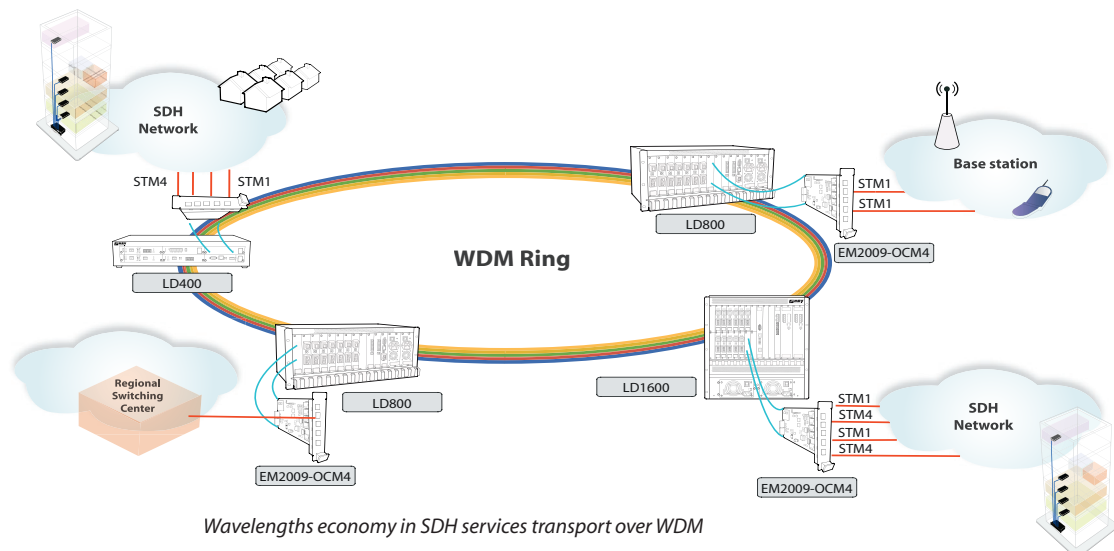 SDH
Network
STM4
STM1
LD400
WDM Ring
LD800
Base station
STM1
STM1
EM2009-OCM4
Regional
Switching
Center
LD800
EM2009-OCM4
LD1600
STM1
STM4
STM1
STM4
SDH
Network
EM2009-OCM4
Wavelengths economy in SDH services transport over WDM